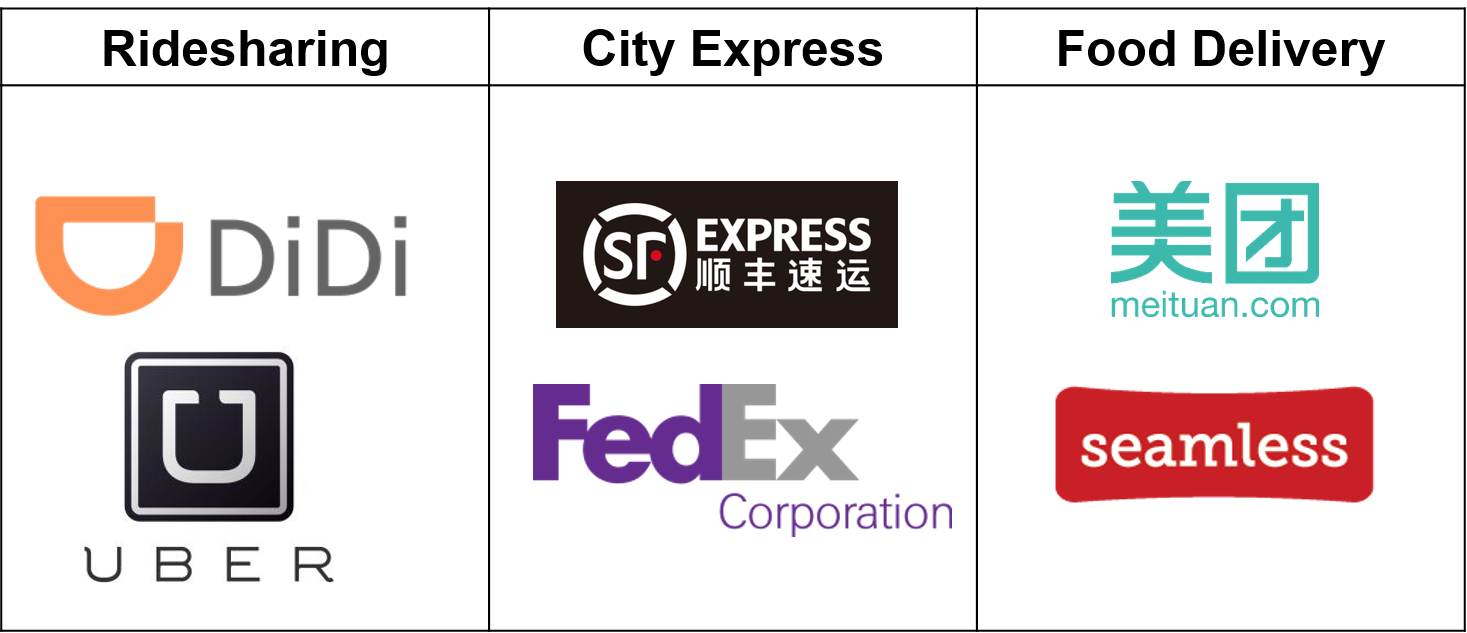 Ridesharing
City Express
Food Delivery
DiDi
UBER
SF EXPRESS
顺丰速运
FedEx
Corporation
美团
meituan.com
seamless